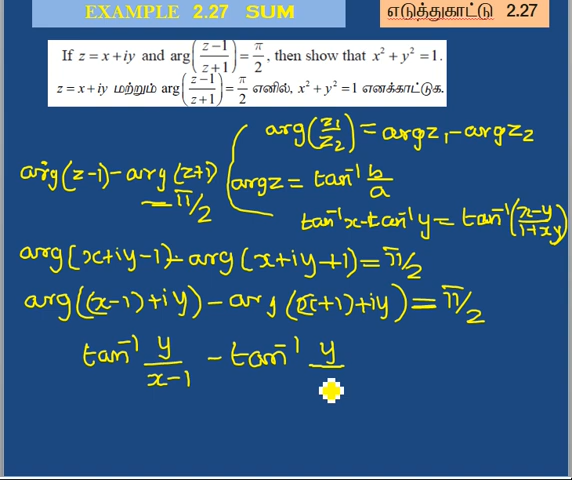 EXAMPLE 2.27 SUM
எடுத்துகாட்டு 2.27
If z = x + iy and arg((z−1)/(z+1)) = π/2, then show that x² + y² = 1.
z = x + iy மற்றும் arg((z−1)/(z+1)) = π/2 எனில், x² + y² = 1 எனக்காட்டுக.
arg(z₁/z₂) = arg z₁ − arg z₂
arg(z−1) − arg(z+1) = π/2
arg z = tan⁻¹ b/a
tan⁻¹x − tan⁻¹y = tan⁻¹((x−y)/(1+xy))
arg(x+iy−1) − arg(x+iy+1) = π/2
arg((x−1)+iy) − arg((x+1)+iy) = π/2
tan⁻¹ y/(x−1) − tan⁻¹ y/